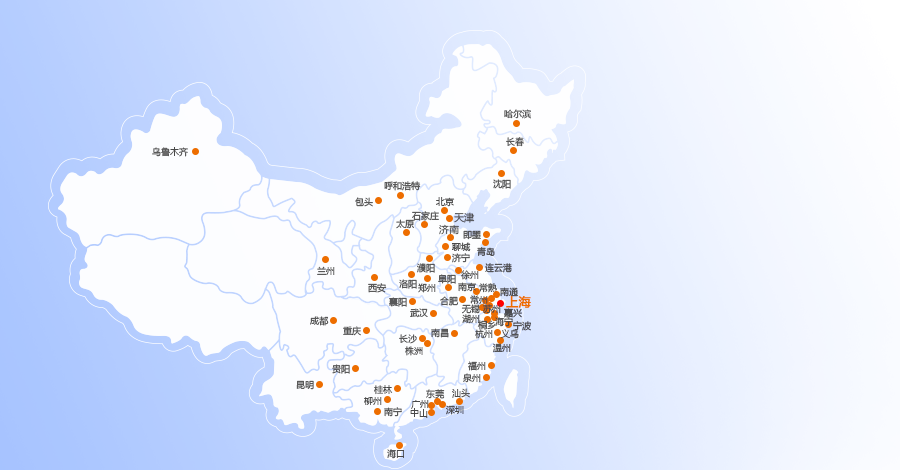 哈尔滨
长春
乌鲁木齐
沈阳
呼和浩特
包头
北京
石家庄
天津
太原
济南
即墨
聊城
青岛
济宁
濮阳
连云港
兰州
徐州
洛阳
郑州
阜阳
西安
南京
常熟
南通
襄阳
合肥
常州
上海
无锡
苏州
嘉兴
武汉
成都
湖州
海宁
桐乡
宁波
重庆
南昌
杭州
义乌
长沙
温州
株洲
福州
贵阳
泉州
昆明
桂林
东莞
汕头
柳州
广州
深圳
南宁
中山
海口